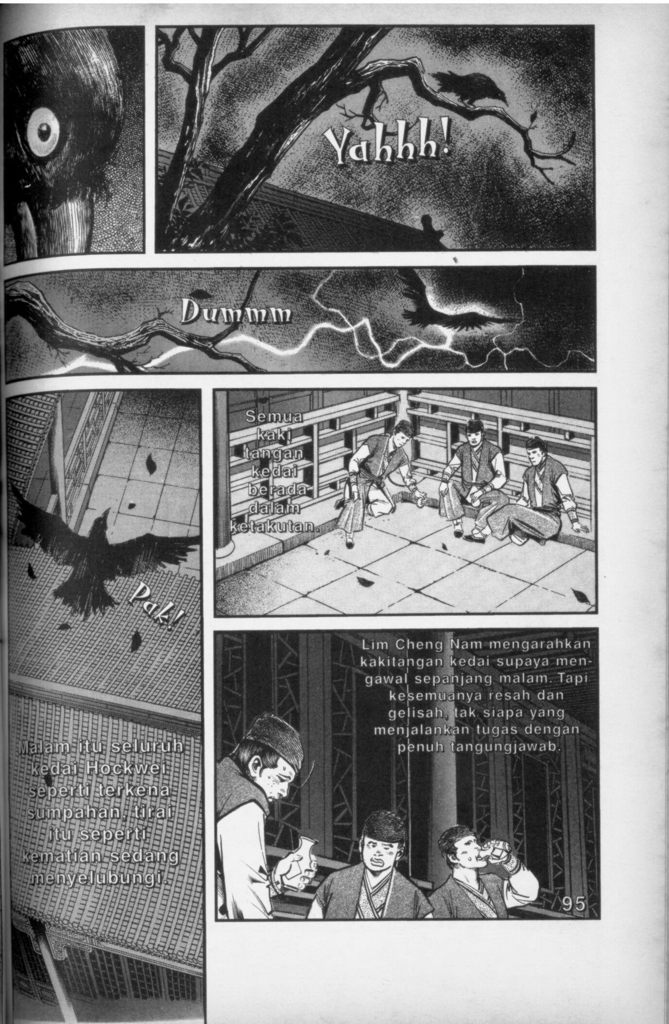 Yahhh!
Dummm
Pak!
Malam itu seluruh
kedai Hockwei
seperti terkena
sumpahan, tirai
itu seperti
kematian sedang
menyelubungi.
Semua
kaki
tangan
kedai
berada
dalam
ketakutan.
Lim Cheng Nam mengarahkan
kakitangan kedai supaya men-
gawal sepanjang malam. Tapi
kesemuanya resah dan
gelisah, tak siapa yang
menjalankan tugas dengan
penuh tangungjawab.
95